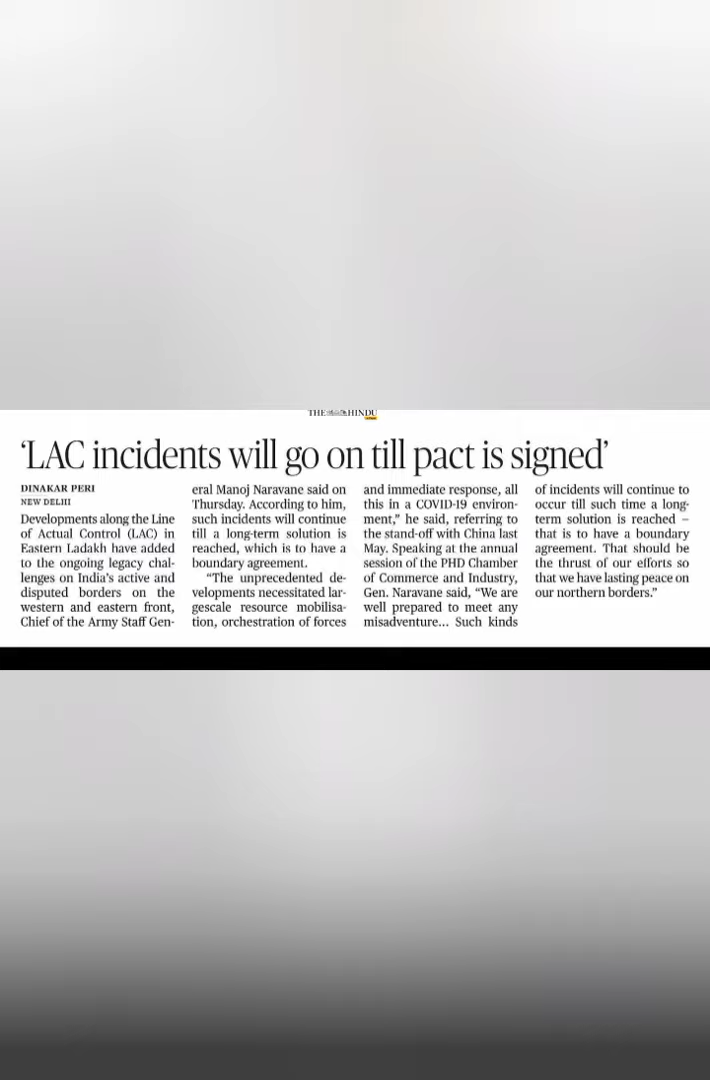 THE HINDU
‘LAC incidents will go on till pact is signed’
DINAKAR PERI
NEW DELHI
Developments along the Line
of Actual Control (LAC) in
Eastern Ladakh have added
to the ongoing legacy chal-
lenges on India’s active and
disputed borders on the
western and eastern front,
Chief of the Army Staff Gen-
eral Manoj Naravane said on
Thursday. According to him,
such incidents will continue
till a long-term solution is
reached, which is to have a
boundary agreement.
“The unprecedented de-
velopments necessitated lar-
gescale resource mobilisa-
tion, orchestration of forces
and immediate response, all
this in a COVID-19 environ-
ment,” he said, referring to
the stand-off with China last
May. Speaking at the annual
session of the PHD Chamber
of Commerce and Industry,
Gen. Naravane said, “We are
well prepared to meet any
misadventure... Such kinds
of incidents will continue to
occur till such time a long-
term solution is reached –
that is to have a boundary
agreement. That should be
the thrust of our efforts so
that we have lasting peace on
our northern borders.”